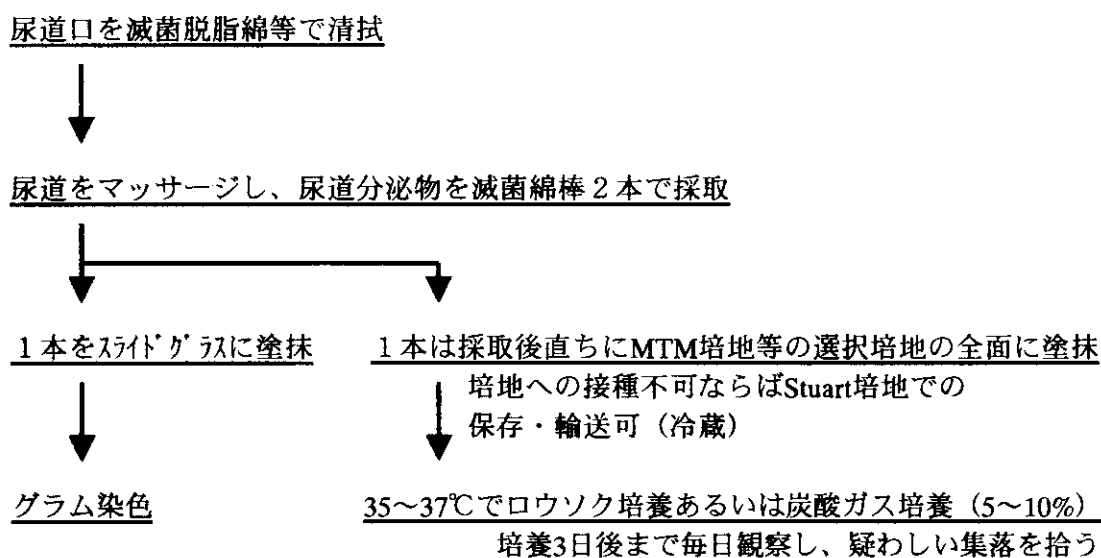 尿道口を滅菌脱脂綿等で清拭
尿道をマッサージし、尿道分泌物を滅菌綿棒２本で採取
１本をｽﾗｲﾄﾞｸﾞﾗｽに塗抹
１本は採取後直ちにMTM培地等の選択培地の全面に塗抹
培地への接種不可ならばStuart培地での
保存・輸送可（冷蔵）
グラム染色
35～37℃でロウソク培養あるいは炭酸ガス培養（5～10%）
培養3日後まで毎日観察し、疑わしい集落を拾う